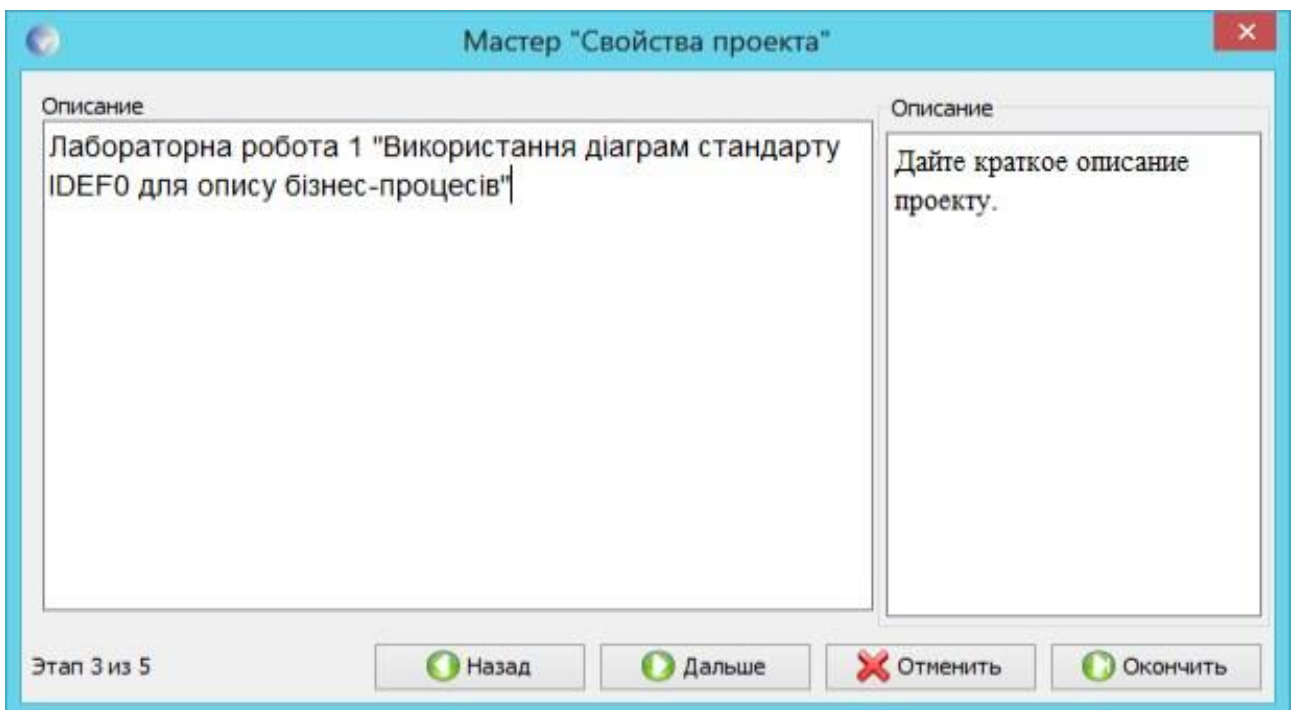 Мастер "Свойства проекта"
Описание
Лабораторна робота 1 "Використання діаграм стандарту
IDEF0 для опису бізнес-процесів"
Описание
Дайте краткое описание
проекту.
Этап 3 из 5
Назад
Дальше
Отменить
Окончить